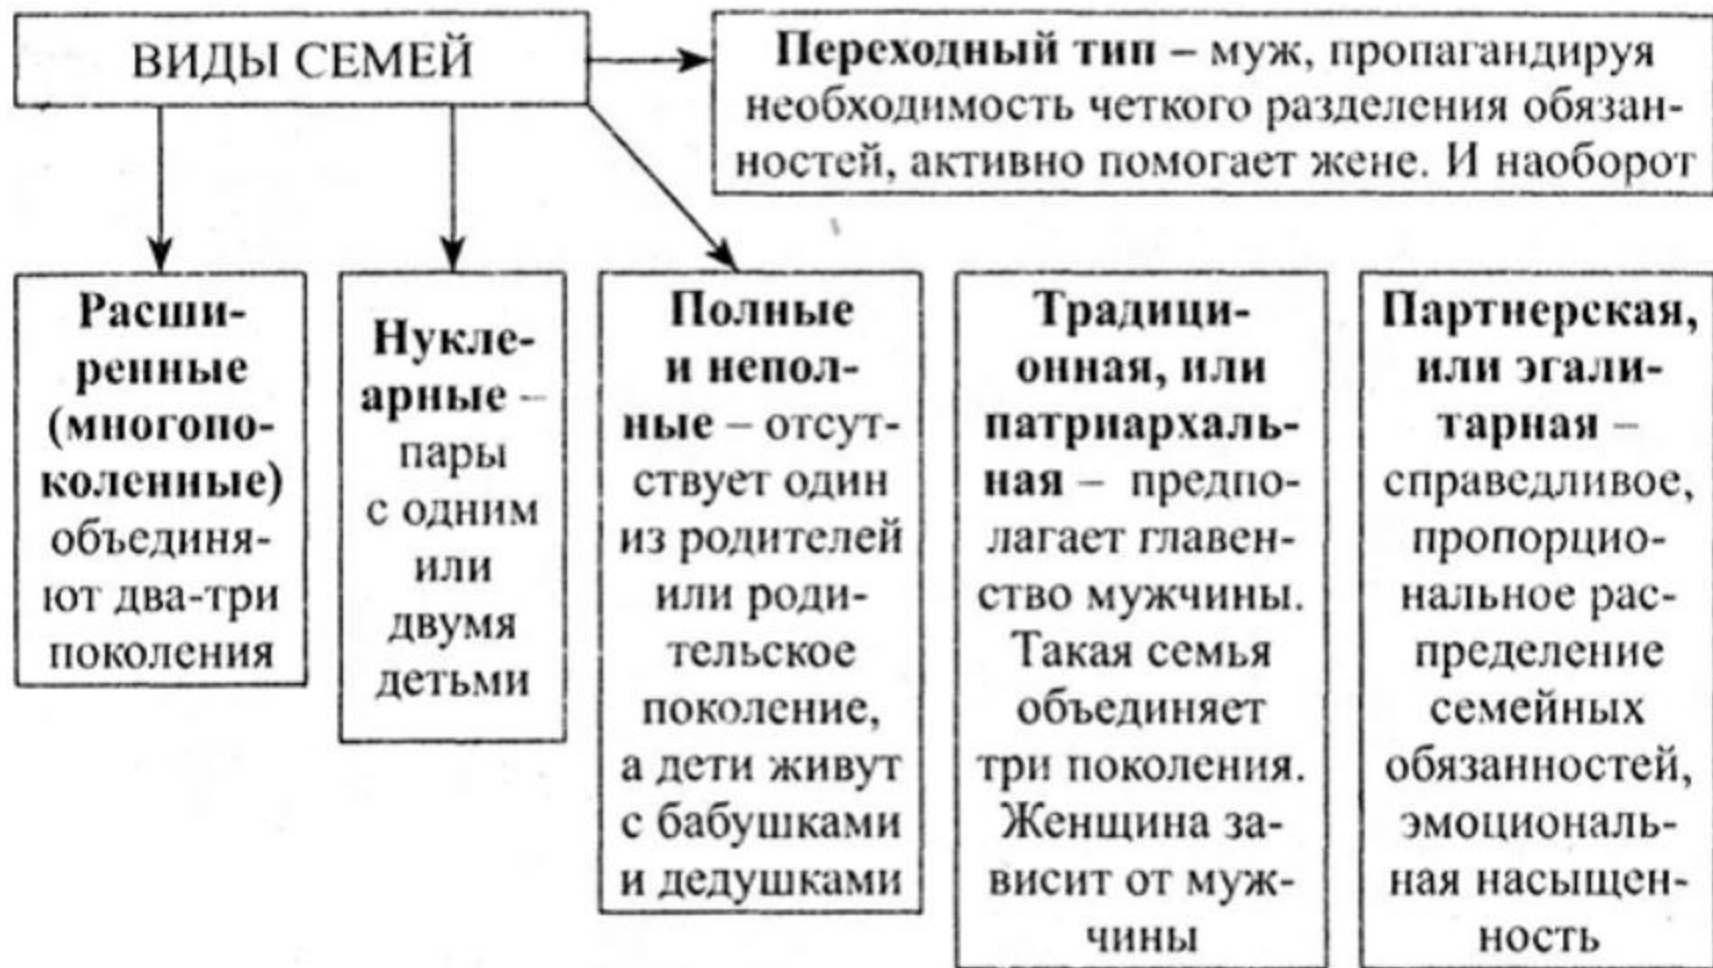 ВИДЫ СЕМЕЙ
Переходный тип – муж, пропагандируя
необходимость четкого разделения обязан-
ностей, активно помогает жене. И наоборот
Расши-
ренные
(многопо-
коленные)
объединя-
ют два-три
поколения
Нукле-
арные –
пары
с одним
или
двумя
детьми
Полные
и непол-
ные – отсут-
ствует один
из родителей
или роди-
тельское
поколение,
а дети живут
с бабушками
и дедушками
Традици-
онная, или
патриархаль-
ная – предпо-
лагает главен-
ство мужчины.
Такая семья
объединяет
три поколения.
Женщина за-
висит от муж-
чины
Партнерская,
или эгали-
тарная –
справедливое,
пропорцио-
нальное рас-
пределение
семейных
обязанностей,
эмоциональ-
ная насыщен-
ность